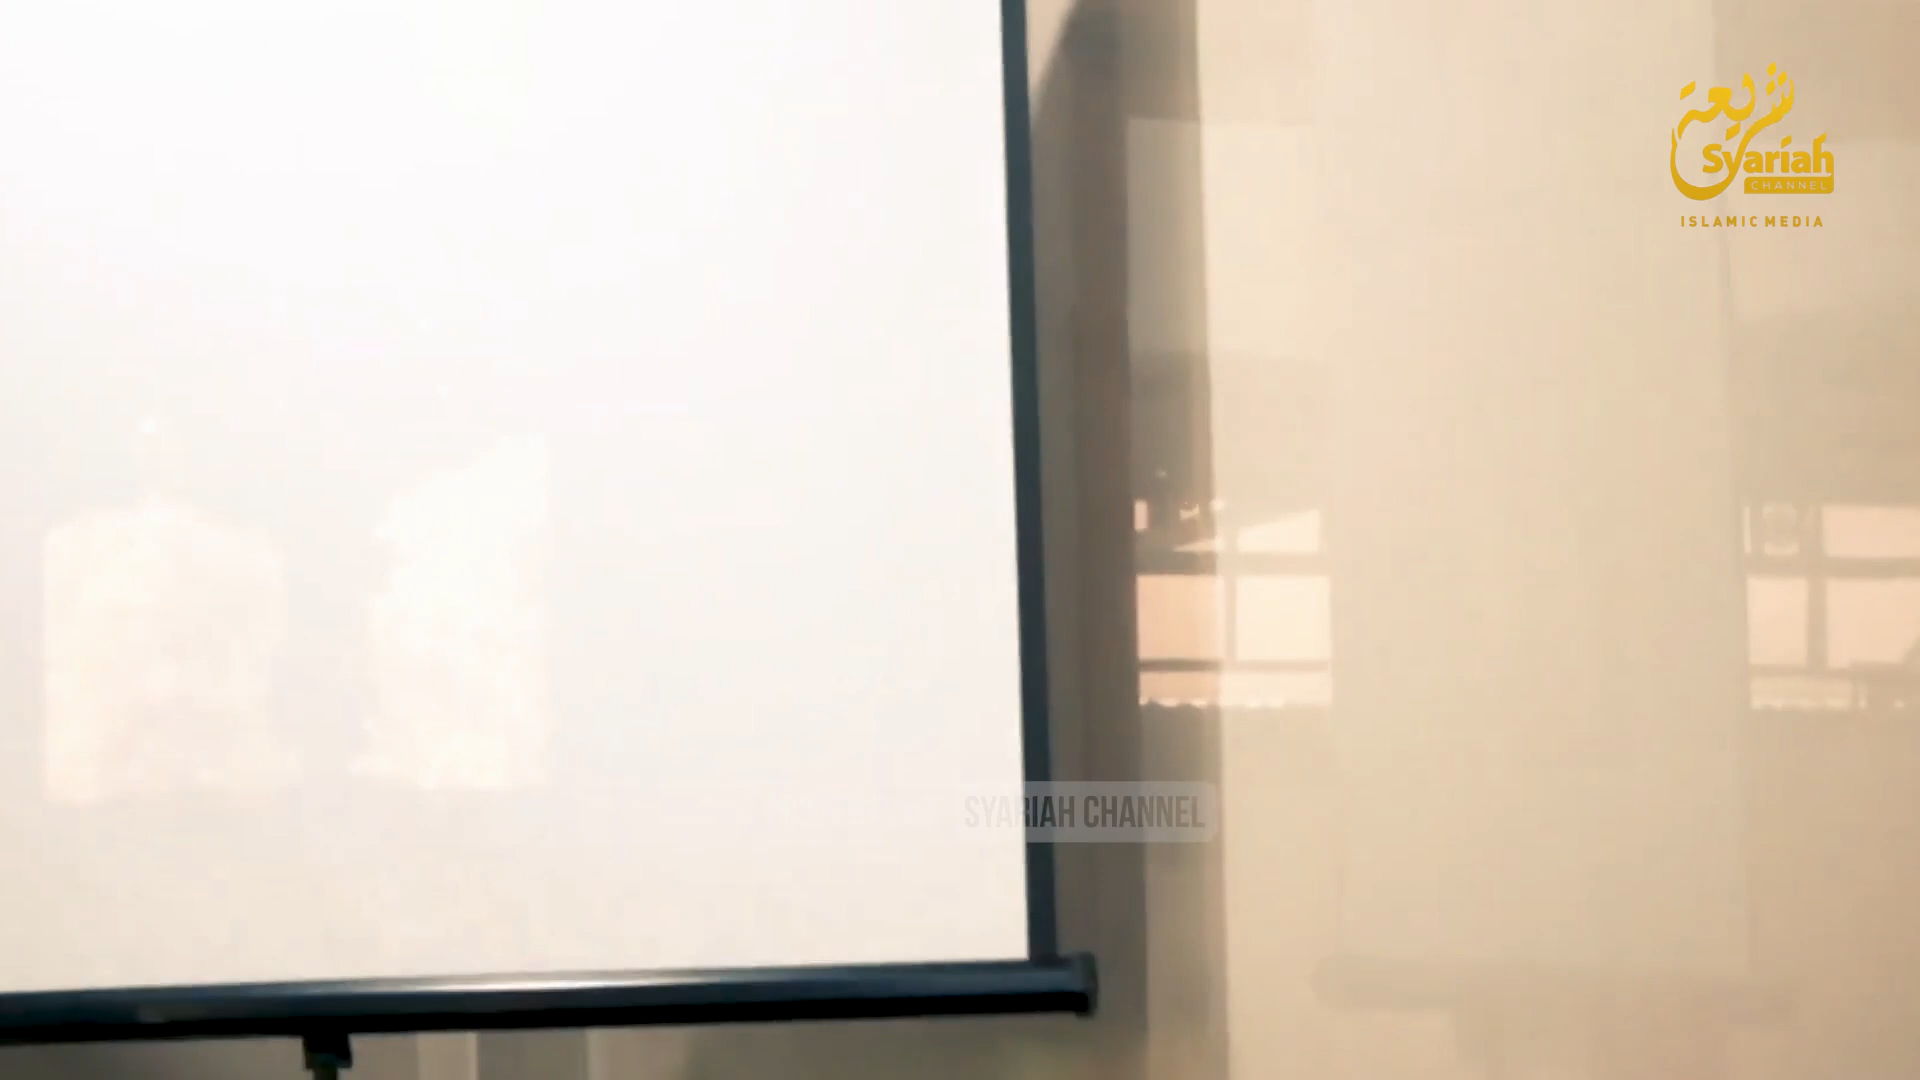 شريعة
Syariah
CHANNEL
ISLAMIC MEDIA
SYARIAH CHANNEL